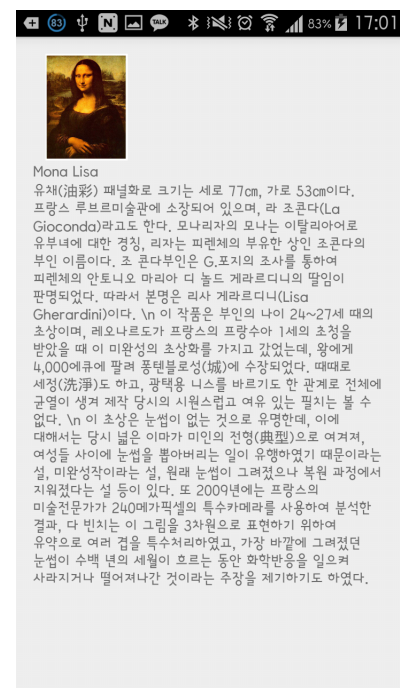 83
N
TALK
83%
17:01
Mona Lisa
유채(油彩) 패널화로 크기는 세로 77cm, 가로 53cm이다.
프랑스 루브르미술관에 소장되어 있으며, 라 조콘다(La
Gioconda)라고도 한다. 모나리자의 모나는 이탈리아어로
유부녀에 대한 경칭, 리자는 피렌체의 부유한 상인 조콘다의
부인 이름이다. 조 콘다부인은 G.포지의 조사를 통하여
피렌체의 안토니오 마리아 디 놀드 게라르디니의 딸임이
판명되었다. 따라서 본명은 리사 게라르디니(Lisa
Gherardini)이다. \n 이 작품은 부인의 나이 24~27세 때의
초상이며, 레오나르도가 프랑스의 프랑수아 1세의 초청을
받았을 때 이 미완성의 초상화를 가지고 갔었는데, 왕에게
4,000에큐에 팔려 퐁텐블로성(城)에 수장되었다. 때때로
세정(洗淨)도 하고, 광택용 니스를 바르기도 한 관계로 전체에
균열이 생겨 제작 당시의 시원스럽고 여유 있는 필치는 볼 수
없다. \n 이 초상은 눈썹이 없는 것으로 유명한데, 이에
대해서는 당시 넓은 이마가 미인의 전형(典型)으로 여겨져,
여성들 사이에 눈썹을 뽑아버리는 일이 유행하였기 때문이라는
설, 미완성작이라는 설, 원래 눈썹이 그려졌으나 복원 과정에서
지워졌다는 설 등이 있다. 또 2009년에는 프랑스의
미술전문가가 240메가픽셀의 특수카메라를 사용하여 분석한
결과, 다 빈치는 이 그림을 3차원으로 표현하기 위하여
유약으로 여러 겹을 특수처리하였고, 가장 바깥에 그려졌던
눈썹이 수백 년의 세월이 흐르는 동안 화학반응을 일으켜
사라지거나 떨어져나간 것이라는 주장을 제기하기도 하였다.